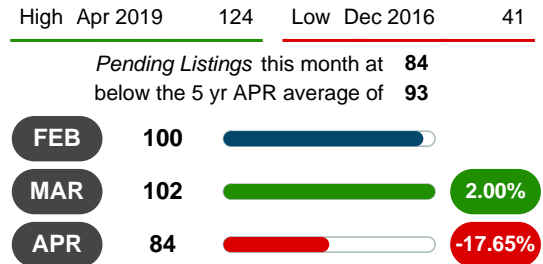 High Apr 2019 124 Low Dec 2016 41
Pending Listings this month at 84
below the 5 yr APR average of 93
FEB 100
MAR 102 2.00%
APR 84 -17.65%